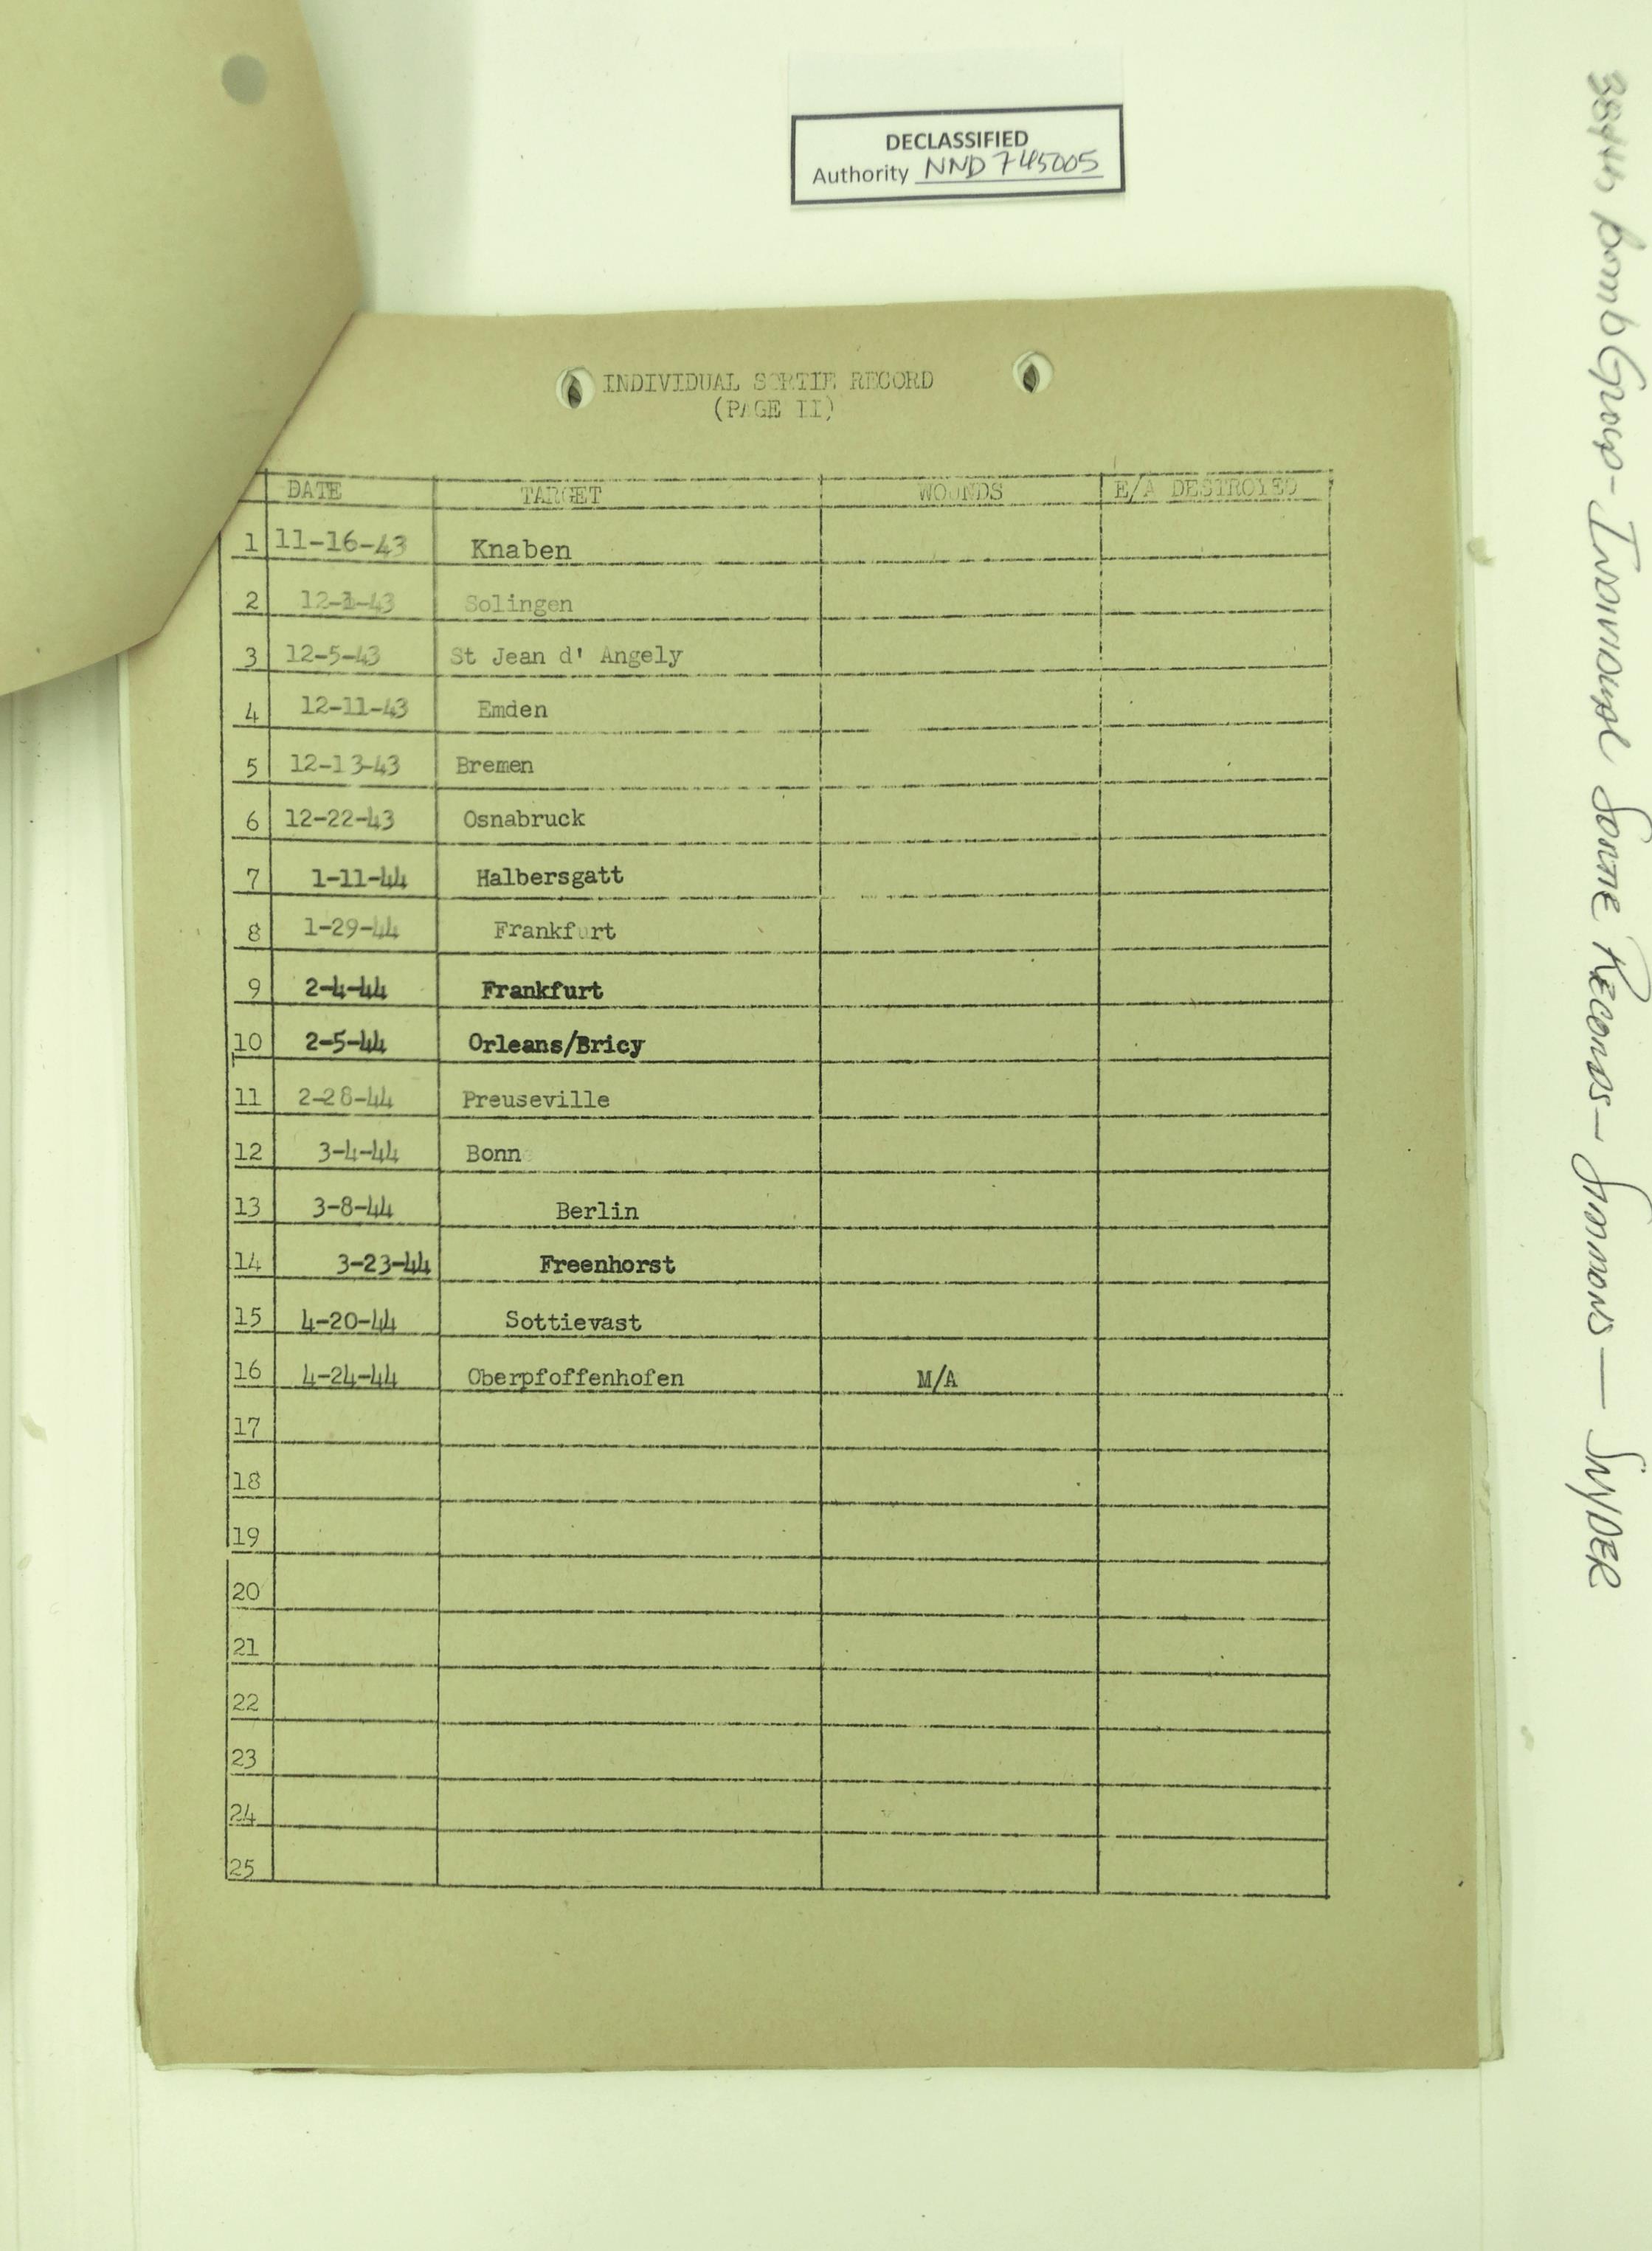 DECLASSIFIED
Authority NND 745005
INDIVIDUAL SORTIE RECORD
(PAGE II)
DATE TARGET WOUNDS E/A DESTROYED
1 11-16-43 Knaben
2 12-1-43 Solingen
3 12-5-43 St Jean d' Angely
4 12-11-43 Emden
5 12-13-43 Bremen
6 12-22-43 Osnabruck
7 1-11-44 Halbersgatt
8 1-29-44 Frankfurt
9 2-4-44 Frankfurt
10 2-5-44 Orleans/Bricy
11 2-28-44 Preuseville
12 3-4-44 Bonn
13 3-8-44 Berlin
14 3-23-44 Freenhorst
15 4-20-44 Sottievast
16 4-24-44 Oberpfoffenhofen M/A
17
18
19
20
21
22
23
24
25
384th Bomb Group - Individual Sortie Records - Simmons — Snyder